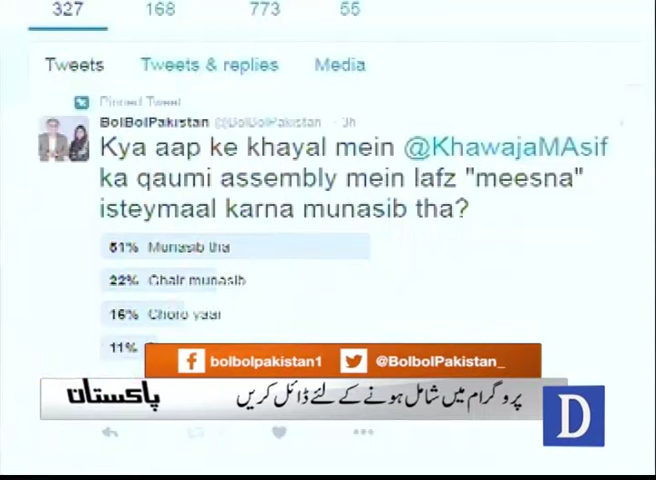 327 168 773 55
Tweets Tweets & replies Media
Pinned Tweet
BolBolPakistan @BolBolPakistan · 3h
Kya aap ke khayal mein @KhawajaMAsif
ka qaumi assembly mein lafz "meesna"
isteymaal karna munasib tha?
51% Munasib tha
22% Ghair munasib
16% Choro yaar
11%
bolbolpakistan1 @BolbolPakistan_
پروگرام میں شامل ہونے کے لئے ڈائل کریں پاکستان
D